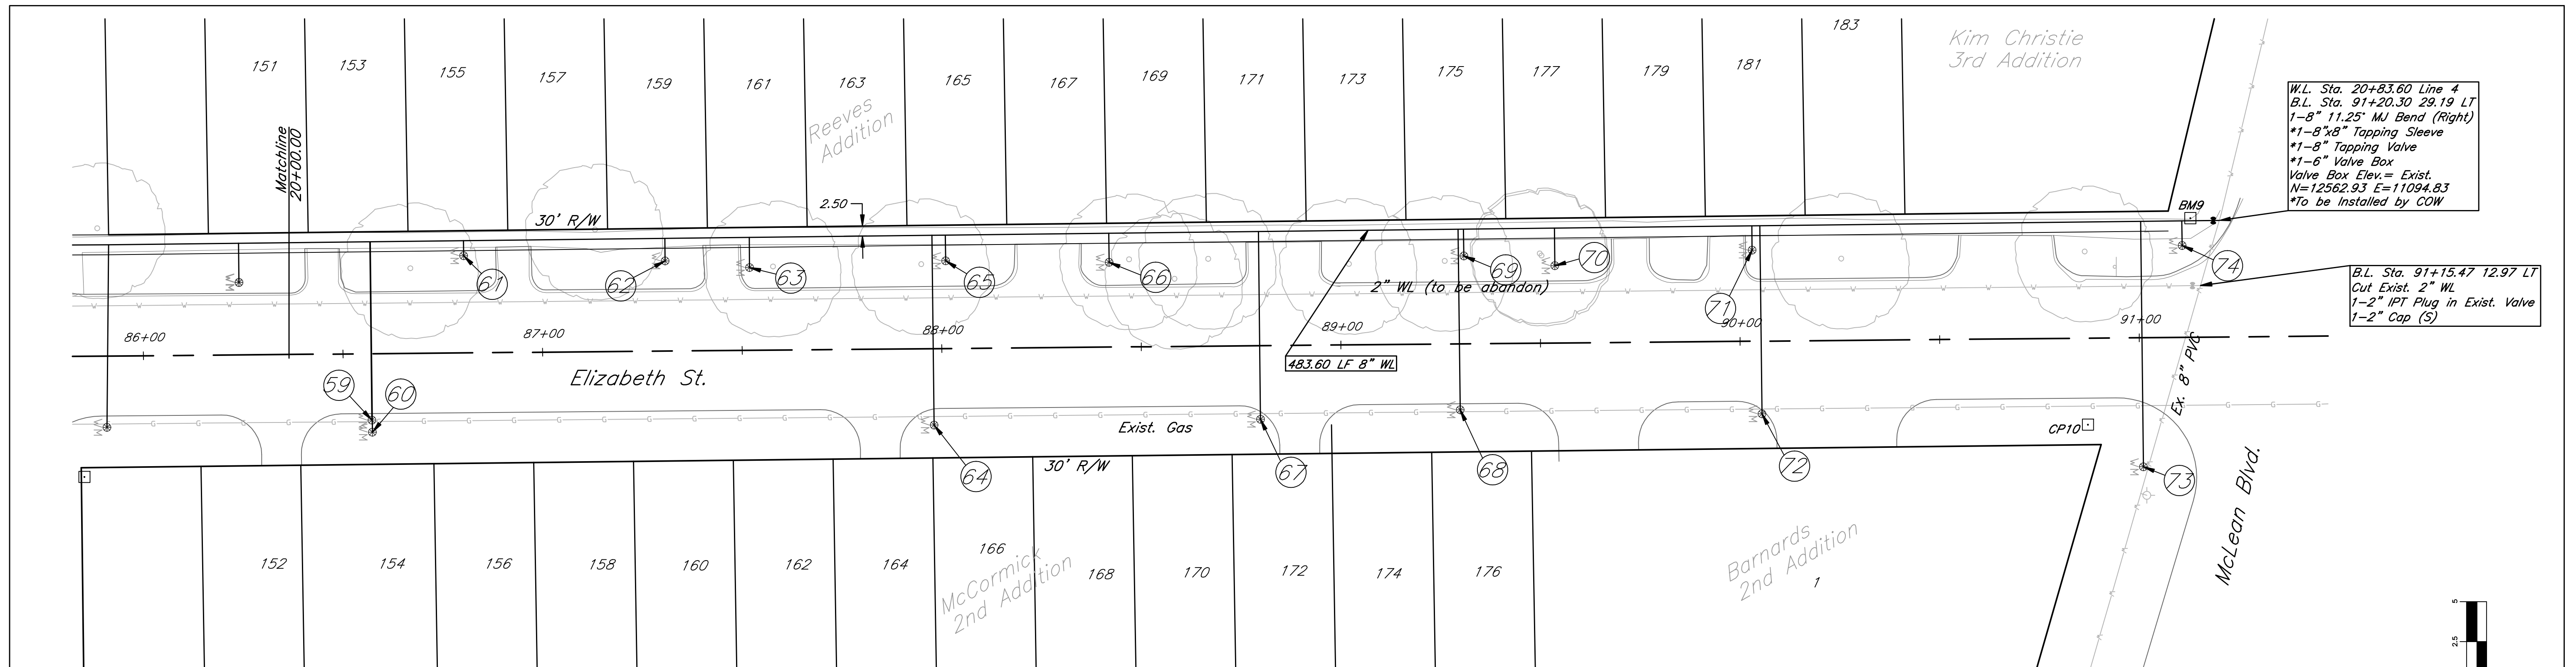 183
Kim Christie
3rd Addition
151
153
155
157
159
161
163
165
167
169
171
173
175
177
179
181
Reeves
Addition
Matchline
20+00.00
W.L. Sta. 20+83.60 Line 4
B.L. Sta. 91+20.30 29.19 LT
1-8" 11.25° MJ Bend (Right)
*1-8"x8" Tapping Sleeve
*1-8" Tapping Valve
*1-6" Valve Box
Valve Box Elev.= Exist.
N=12562.93 E=11094.83
*To be Installed by COW
30' R/W
2.50
BM9
61
62
63
65
66
69
70
71
74
2" WL (to be abandon)
B.L. Sta. 91+15.47 12.97 LT
Cut Exist. 2" WL
1-2" IPT Plug in Exist. Valve
1-2" Cap (S)
86+00
87+00
88+00
89+00
90+00
91+00
483.60 LF 8" WL
Elizabeth St.
Ex. 8" PVC
59
60
Exist. Gas
CP10
30' R/W
64
67
68
72
73
McLean Blvd.
152
154
156
158
160
162
164
166
168
170
172
174
176
McCormick
2nd Addition
Barnards
2nd Addition
1
5
2.5